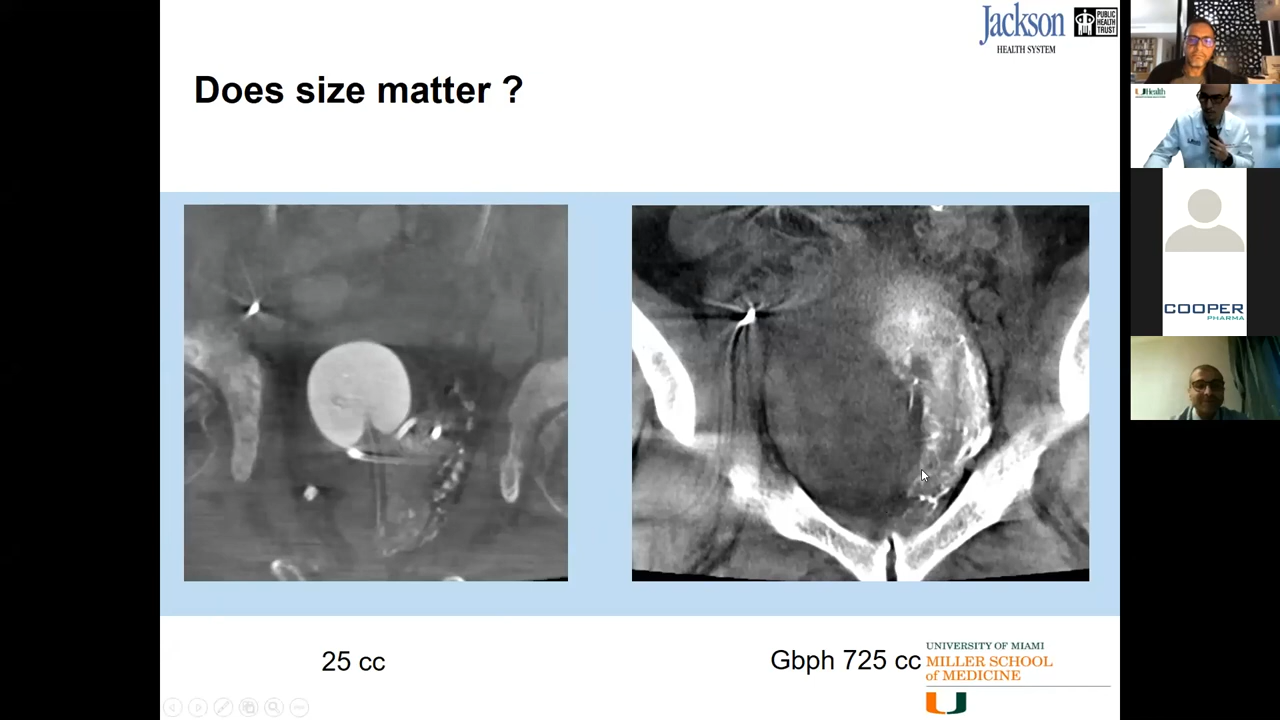 Jackson
HEALTH SYSTEM
PUBLIC
HEALTH
TRUST
Does size matter ?
25 cc
Gbph 725 cc
UNIVERSITY OF MIAMI
MILLER SCHOOL
of MEDICINE
UHealth
COOPER
PHARMA